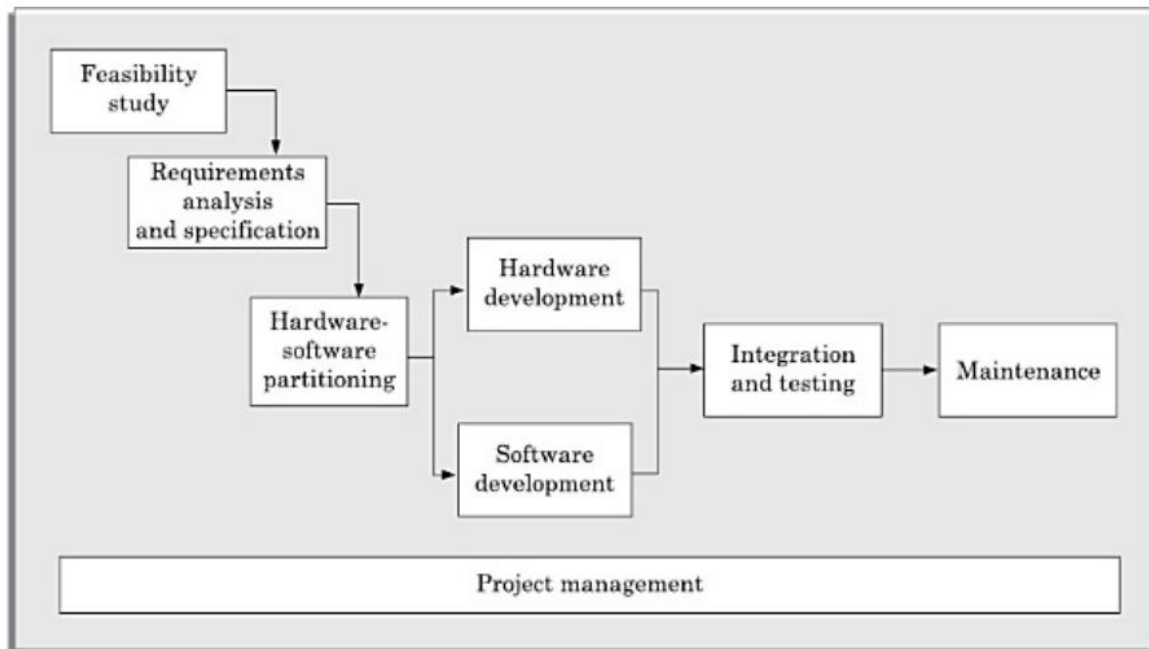 Feasibility
study
Requirements
analysis
and specification
Hardware-
software
partitioning
Hardware
development
Software
development
Integration
and testing
Maintenance
Project management